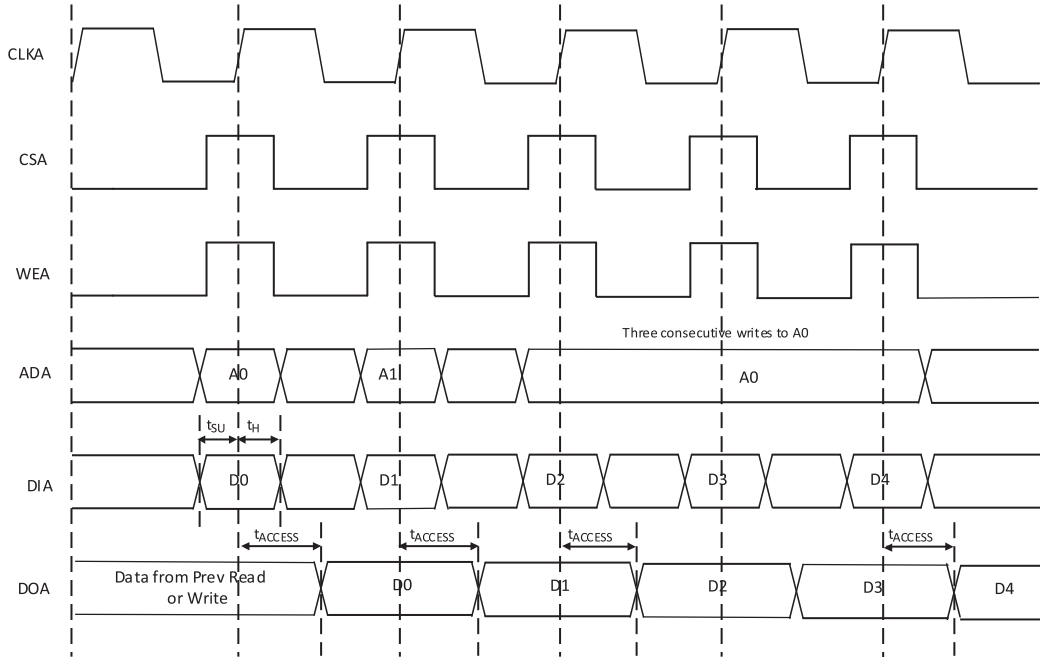 CLKA
CSA
WEA
Three consecutive writes to A0
ADA
A0
A1
A0
tSU
tH
DIA
D0
D1
D2
D3
D4
tACCESS
tACCESS
tACCESS
tACCESS
DOA
Data from Prev Read
or Write
D0
D1
D2
D3
D4